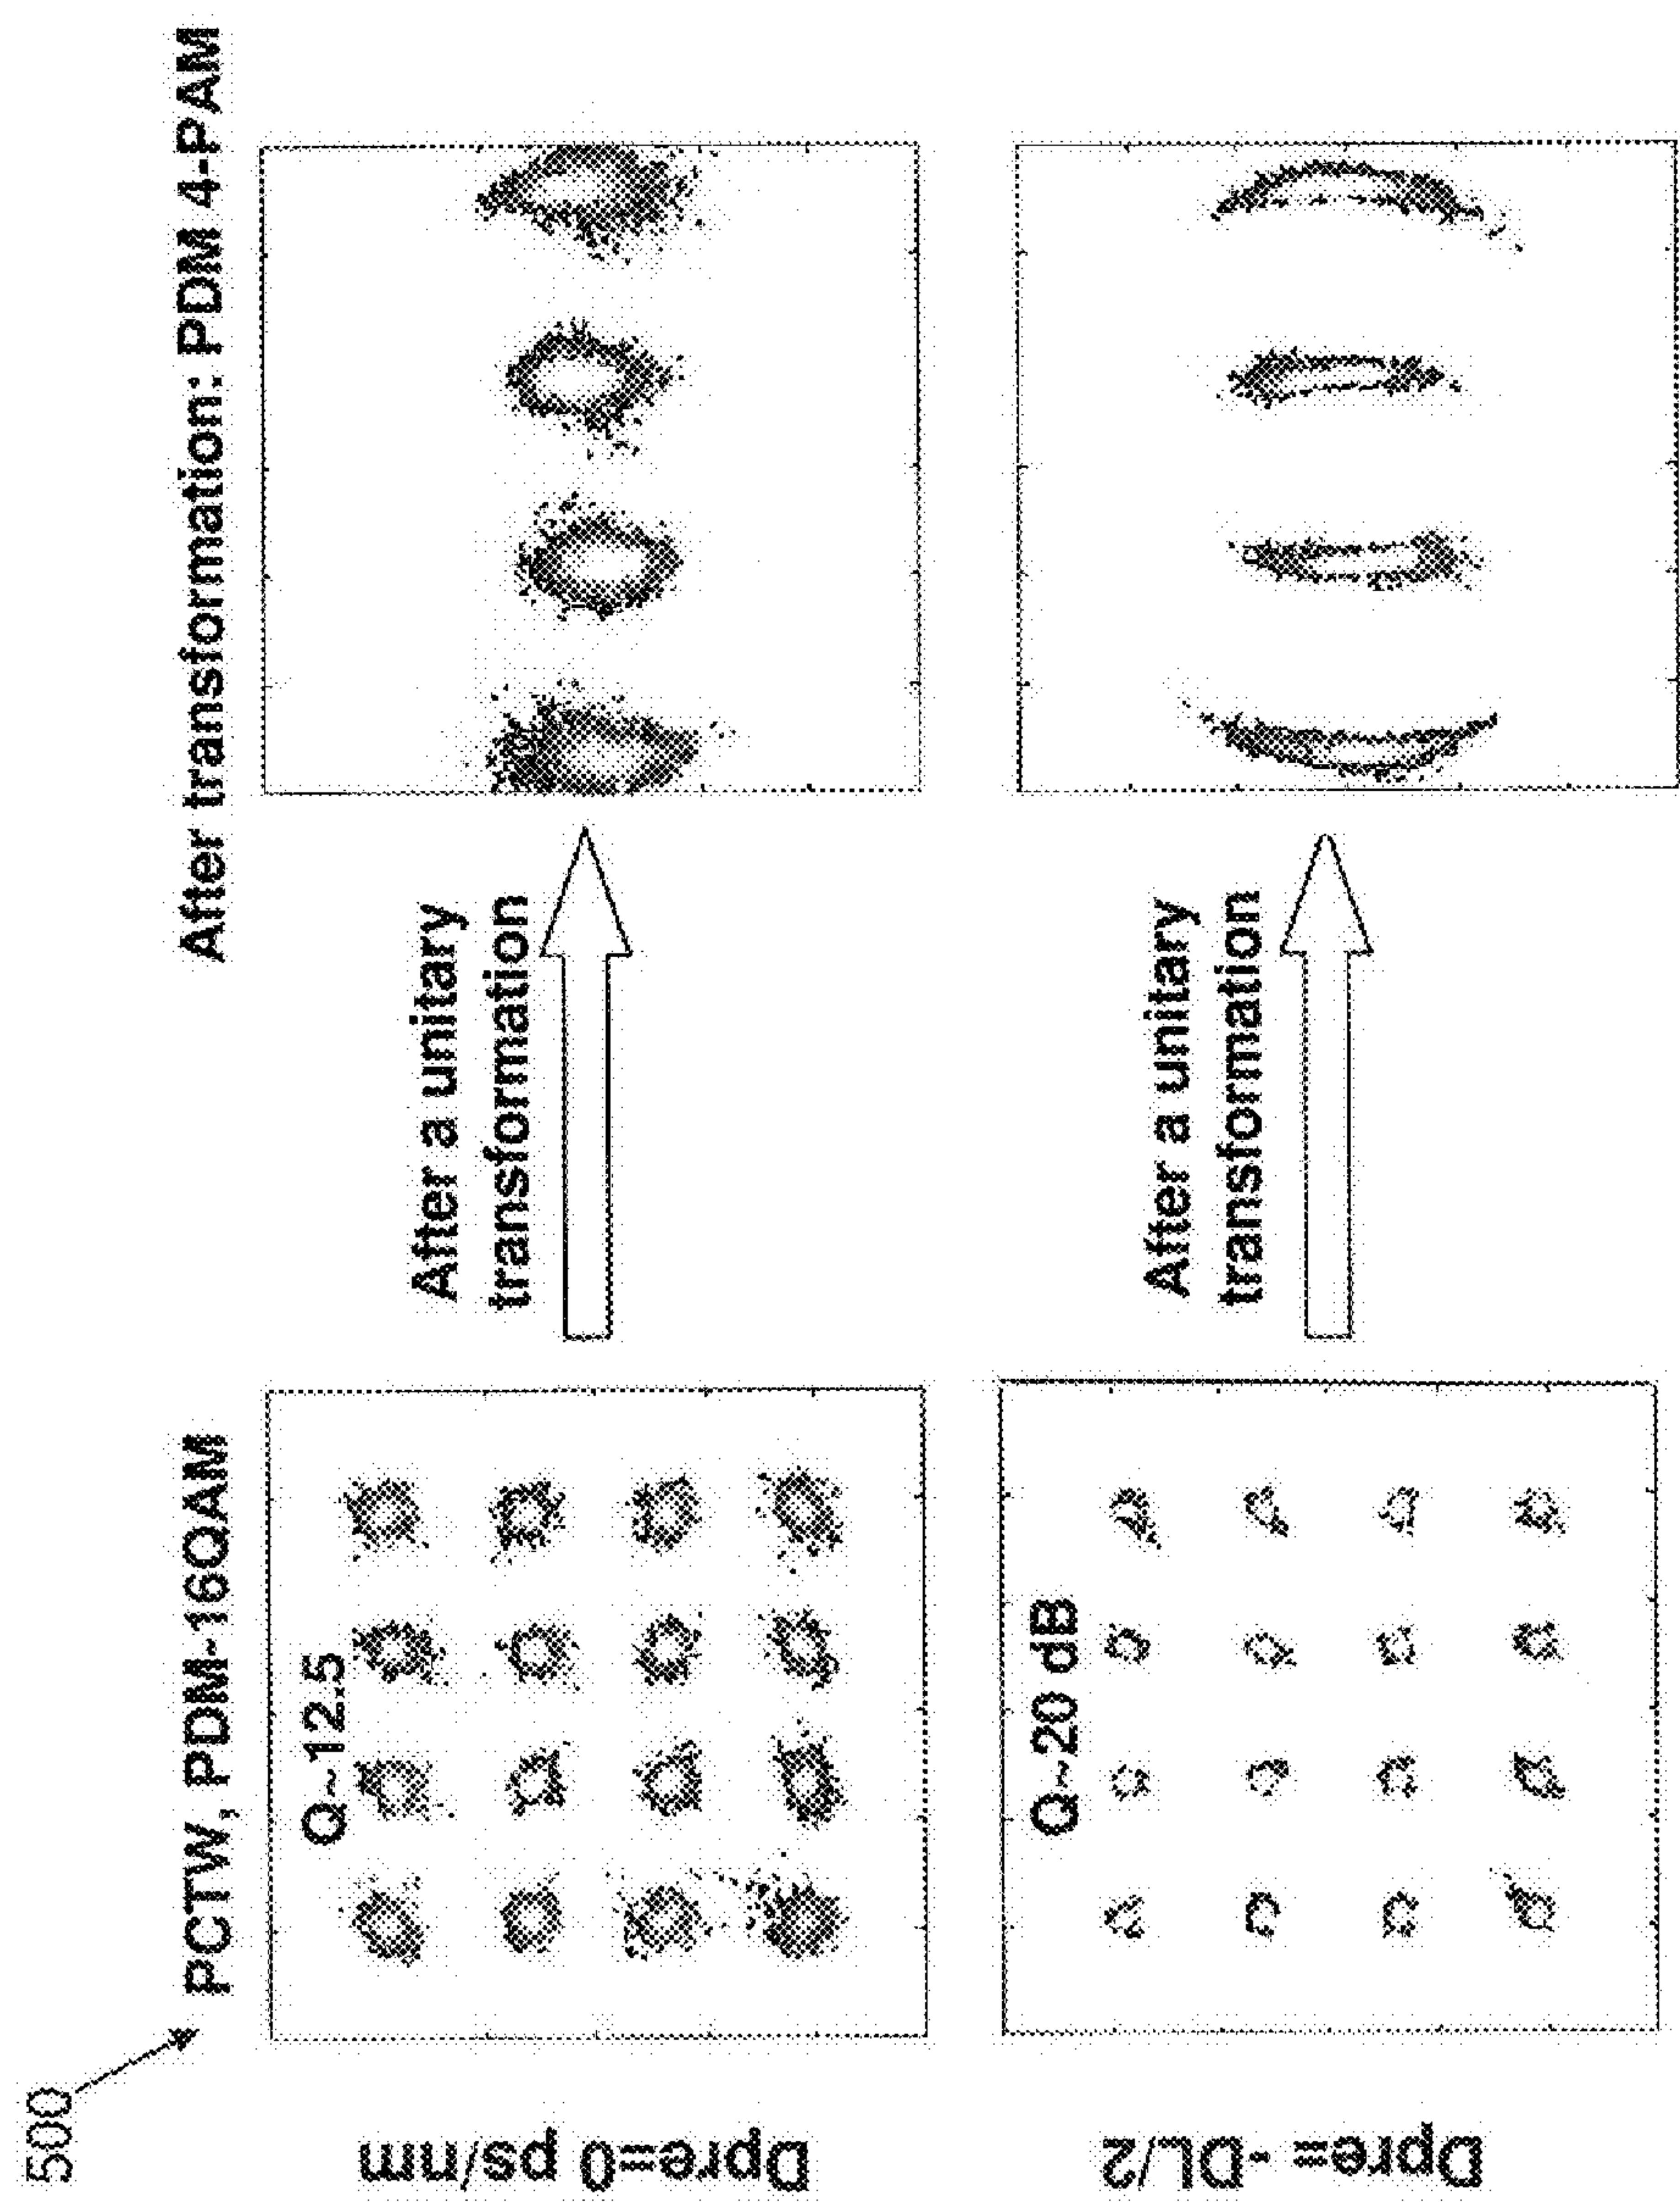 500
PCTW, PDM-16QAM
After transformation: PDM 4-PAM
Dpre=0 ps/nm
Q~12.5
After a unitary
transformation
Dpre= -DL/2
Q~20 dB
After a unitary
transformation